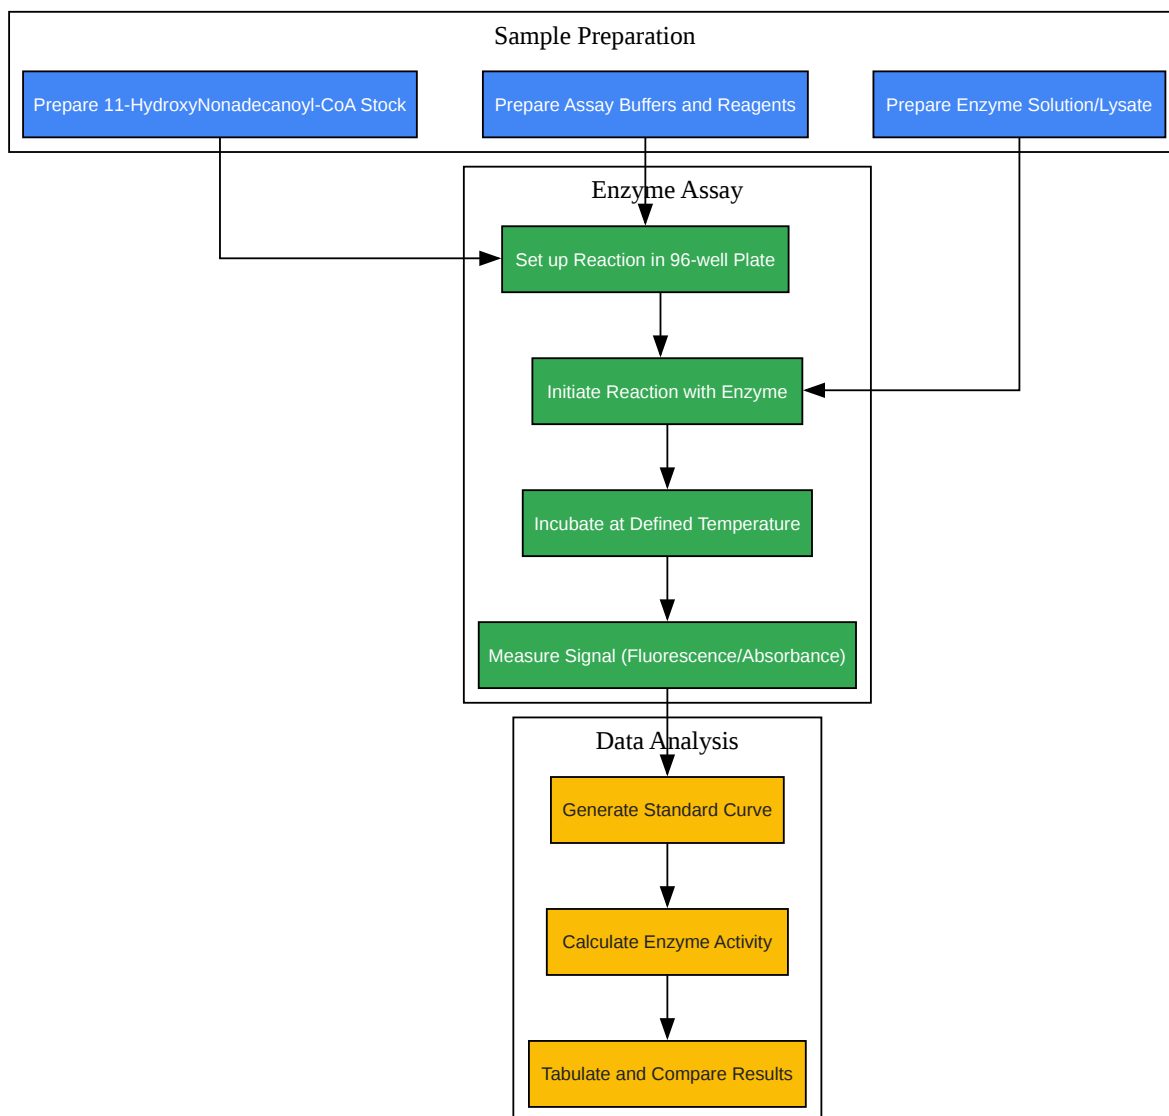 Sample Preparation
Prepare 11-HydroxyNonadecanoyl-CoA Stock
Prepare Assay Buffers and Reagents
Prepare Enzyme Solution/Lysate
Enzyme Assay
Set up Reaction in 96-well Plate
Initiate Reaction with Enzyme
Incubate at Defined Temperature
Measure Signal (Fluorescence/Absorbance)
Data Analysis
Generate Standard Curve
Calculate Enzyme Activity
Tabulate and Compare Results